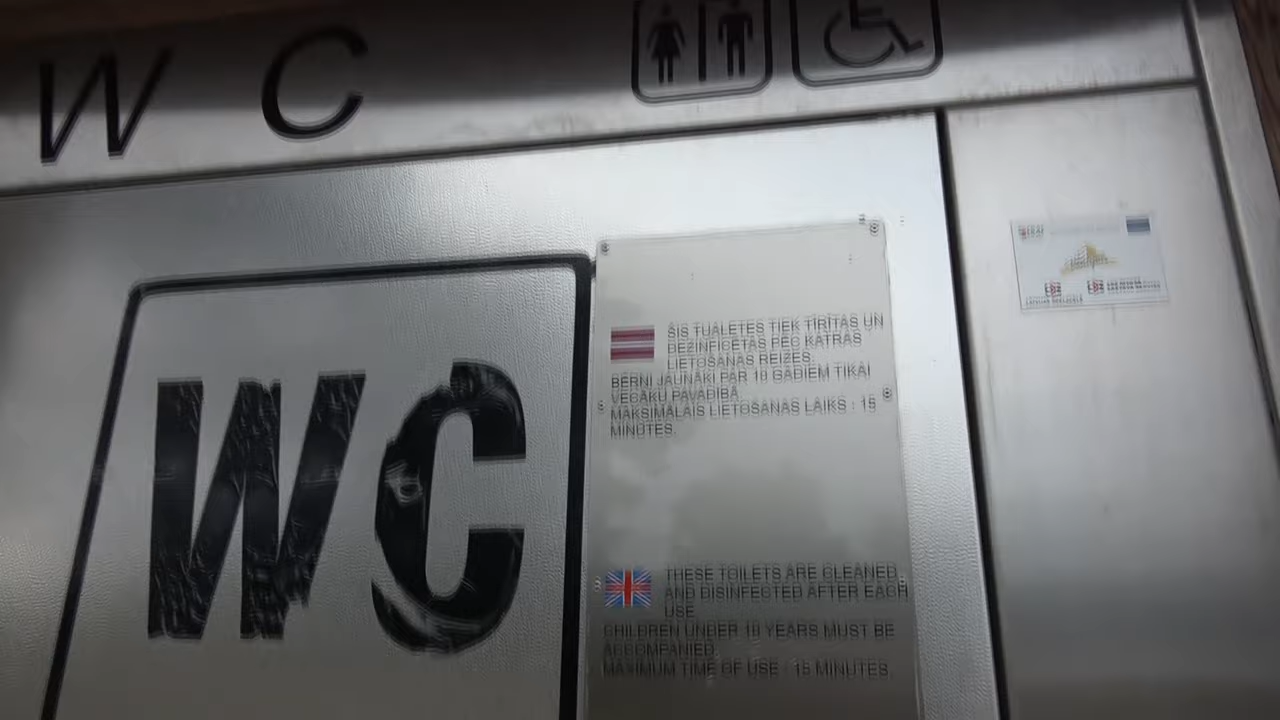 W C
ŠIS TUALETES TIEK TĪRĪTAS UN
DEZINFICĒTAS PĒC KATRAS
LIETOŠANAS REIZES.
BĒRNI JAUNĀKI PAR 10 GADIEM TIKAI
VECĀKU PAVADĪBĀ
MAKSIMĀLAIS LIETOŠANAS LAIKS : 15
MINŪTES.
WC
THESE TOILETS ARE CLEANED
AND DISINFECTED AFTER EACH
USE
CHILDREN UNDER 10 YEARS MUST BE
ACCOMPANIED.
MAXIMUM TIME OF USE : 15 MINUTES.